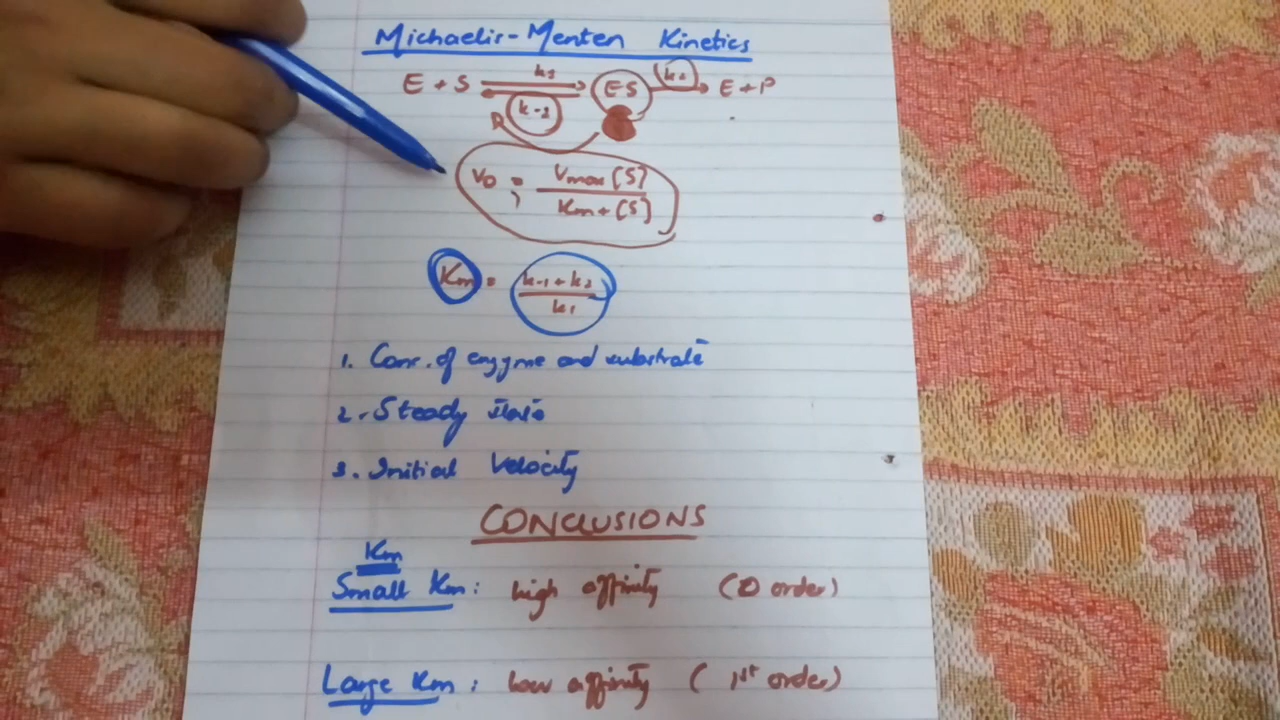 Michaelis-Menten Kinetics
E + S k1 k-1 ES k2 E + P
V0 = Vmax [S] / Km + [S]
Km = k-1 + k2 / k1
1. Conc. of enzyme and substrate
2. Steady state
3. Initial Velocity
CONCLUSIONS
Km
Small Km: high affinity (0 order)
Large Km: low affinity (1st order)